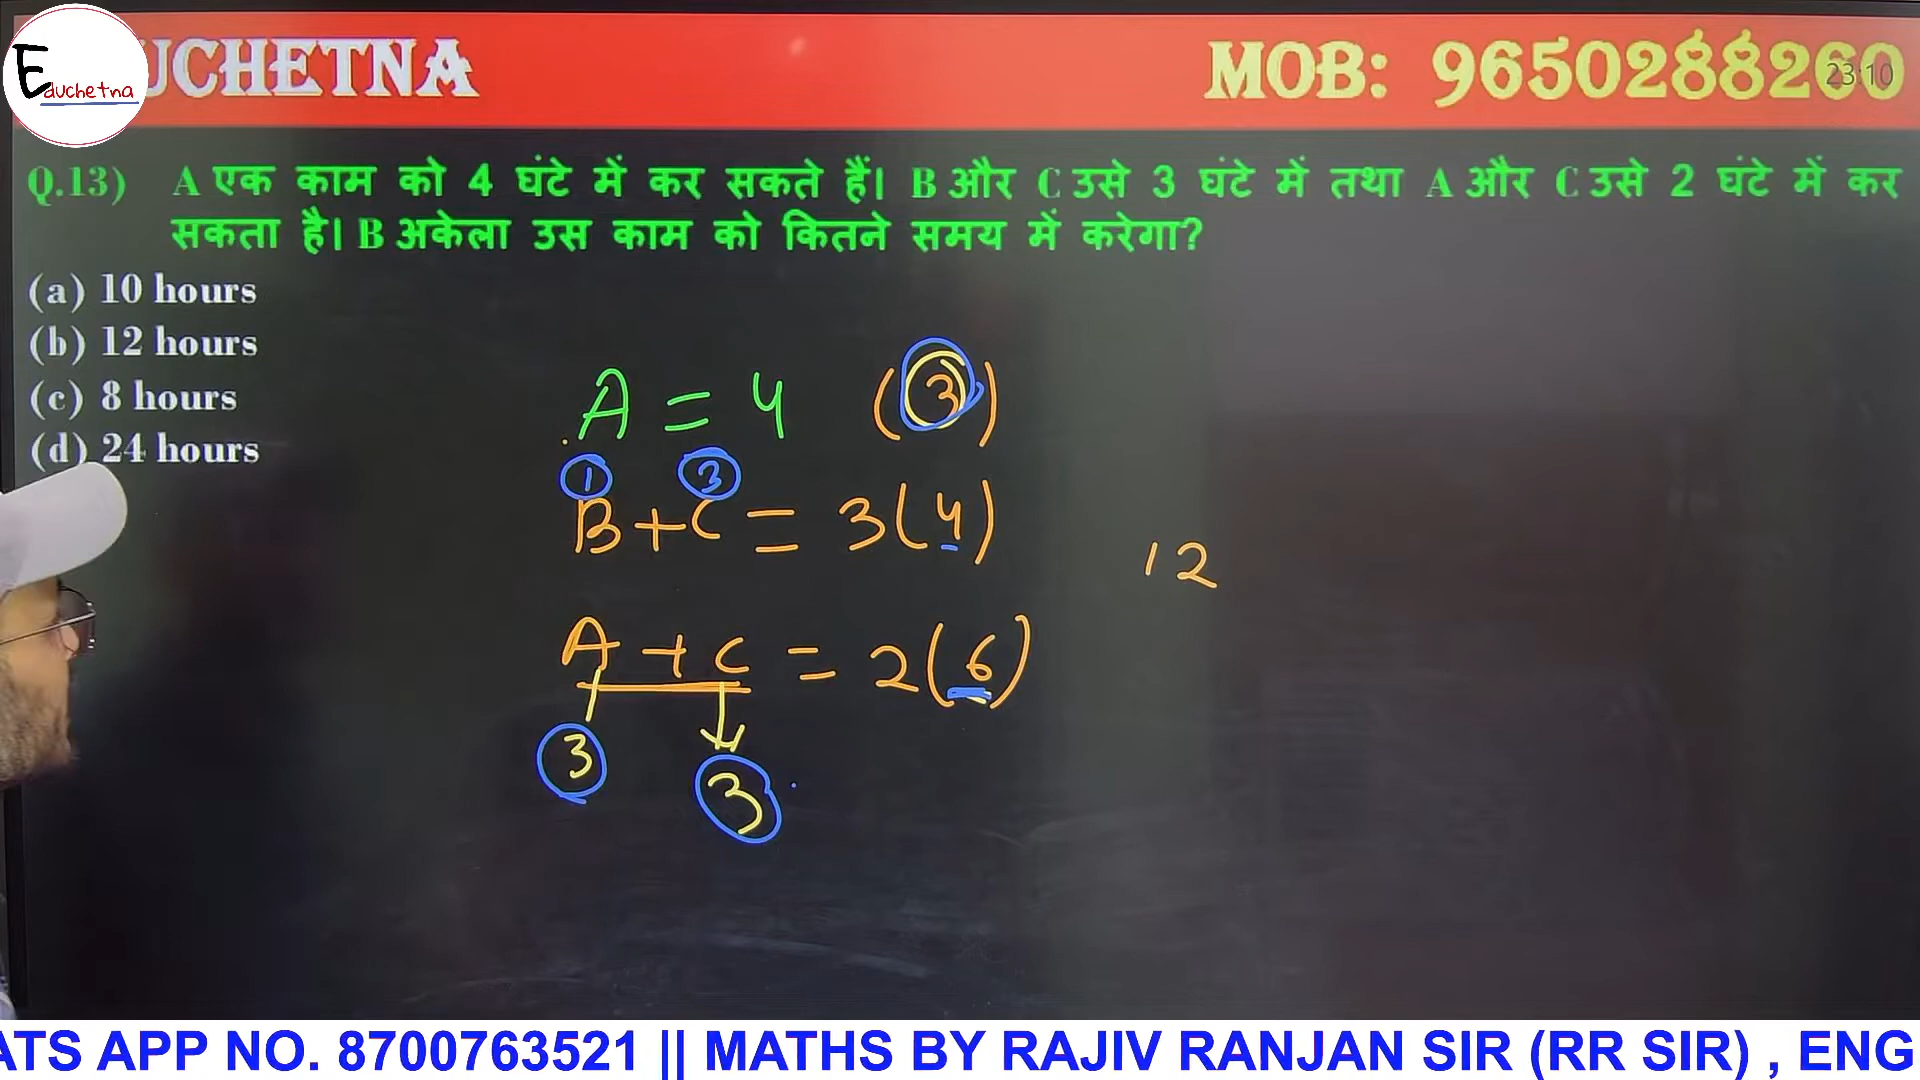 Educhetna
UCHETNA
MOB: 9650288260
23:10
Q.13) A एक काम को 4 घंटे में कर सकते हैं। B और C उसे 3 घंटे में तथा A और C उसे 2 घंटे में कर
सकता है। B अकेला उस काम को कितने समय में करेगा?
(a) 10 hours
(b) 12 hours
(c) 8 hours
(d) 24 hours
A = 4 (3)
1 3
B + C = 3 (4)
12
A + C = 2 (6)
3 3
ATS APP NO. 8700763521 || MATHS BY RAJIV RANJAN SIR (RR SIR) , ENG